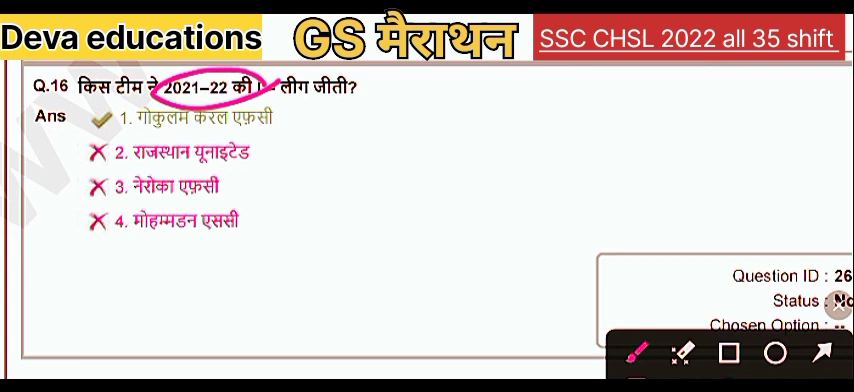 Deva educations GS मैराथन SSC CHSL 2022 all 35 shift
Q.16 किस टीम ने 2021–22 की लीग जीती?
Ans 1. गोकुलम केरल एफ़सी
2. राजस्थान यूनाइटेड
3. नेरोका एफ़सी
4. मोहम्मडन एससी
Question ID : 26
Status :
Chosen Option : --